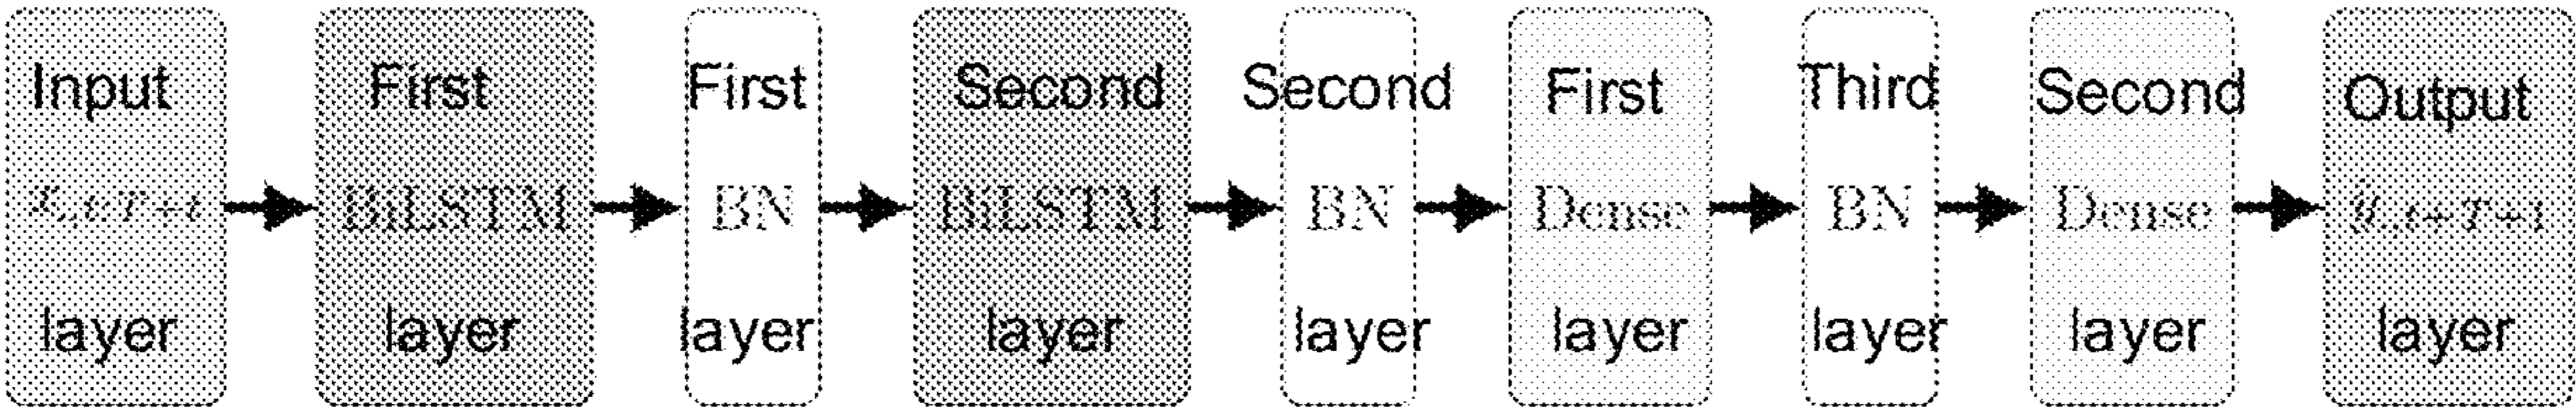 Input
layer
First
BiLSTM
layer
First
BN
layer
Second
BiLSTM
layer
Second
BN
layer
First
Dense
layer
Third
BN
layer
Second
Dense
layer
Output
layer